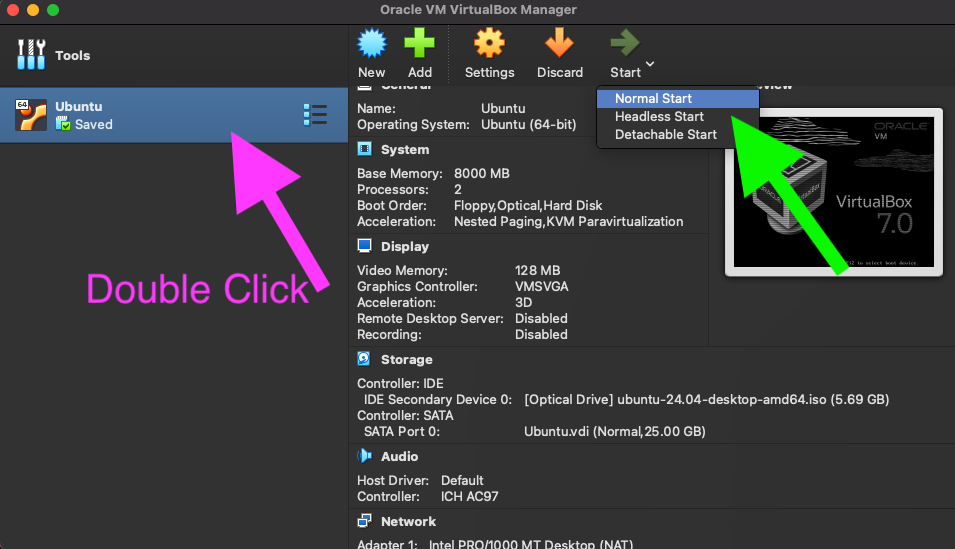 Oracle VM VirtualBox Manager
Tools
New
Add
Settings
Discard
Start
64
Ubuntu
Saved
Double Click
Normal Start
Headless Start
Detachable Start
General
Name: Ubuntu
Operating System: Ubuntu (64-bit)
System
Base Memory: 8000 MB
Processors: 2
Boot Order: Floppy,Optical,Hard Disk
Acceleration: Nested Paging,KVM Paravirtualization
ORACLE
VM
VirtualBox
7.0
Display
Video Memory: 128 MB
Graphics Controller: VMSVGA
Acceleration: 3D
Remote Desktop Server: Disabled
Recording: Disabled
Storage
Controller: IDE
IDE Secondary Device 0: [Optical Drive] ubuntu-24.04-desktop-amd64.iso (5.69 GB)
Controller: SATA
SATA Port 0: Ubuntu.vdi (Normal,25.00 GB)
Audio
Host Driver: Default
Controller: ICH AC97
Network
Adapter 1: Intel PRO/1000 MT Desktop (NAT)